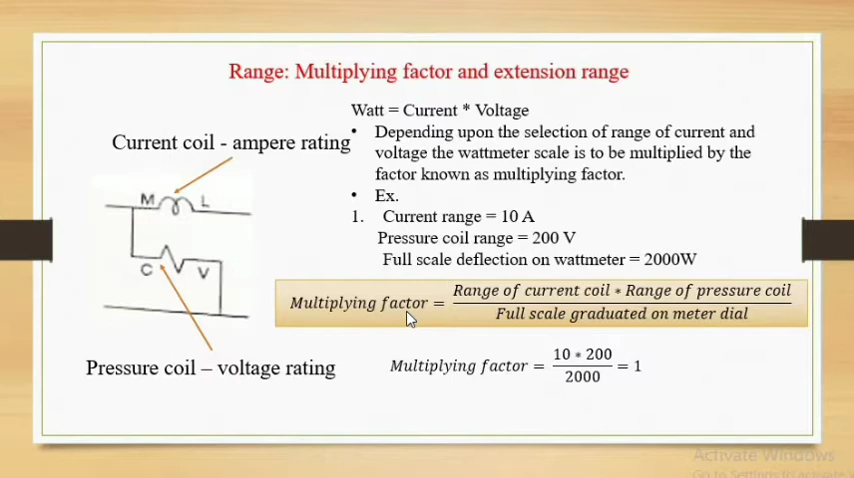 Range: Multiplying factor and extension range
Watt = Current * Voltage
• Depending upon the selection of range of current and
voltage the wattmeter scale is to be multiplied by the
factor known as multiplying factor.
• Ex.
1. Current range = 10 A
Pressure coil range = 200 V
Full scale deflection on wattmeter = 2000W
Current coil - ampere rating
M L
C V
Pressure coil – voltage rating
Multiplying factor = Range of current coil * Range of pressure coil / Full scale graduated on meter dial
Multiplying factor = 10 * 200 / 2000 = 1
Activate Windows